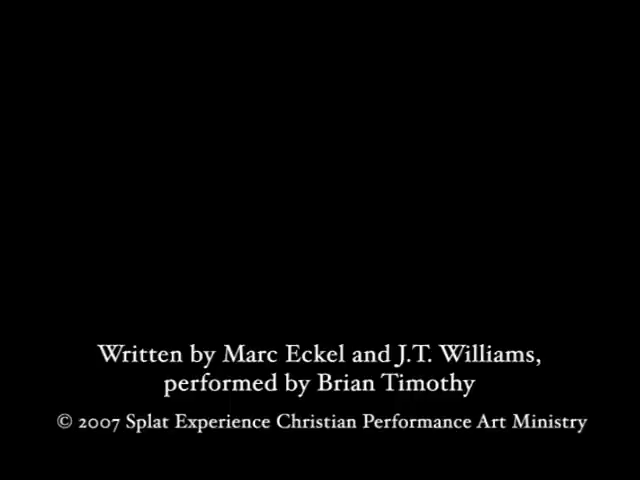 Written by Marc Eckel and J.T. Williams,
performed by Brian Timothy
© 2007 Splat Experience Christian Performance Art Ministry